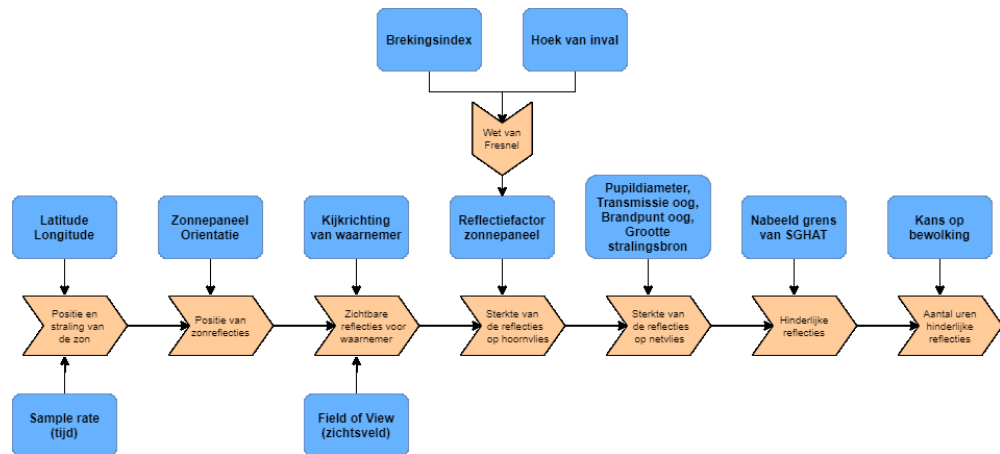 Brekingsindex
Hoek van inval
Wet van
Fresnel
Latitude
Longitude
Zonnepaneel
Orientatie
Kijkrichting
van waarnemer
Reflectiefactor
zonnepaneel
Pupildiameter,
Transmissie oog,
Brandpunt oog,
Grootte
stralingsbron
Nabeeld grens
van SGHAT
Kans op
bewolking
Positie en
straling van
de zon
Positie van
zonreflecties
Zichtbare
reflecties voor
waarnemer
Sterkte van
de reflecties
op hoornvlies
Sterkte van
de reflecties
op netvlies
Hinderlijke
reflecties
Aantal uren
hinderlijke
reflecties
Sample rate
(tijd)
Field of View
(zichtsveld)